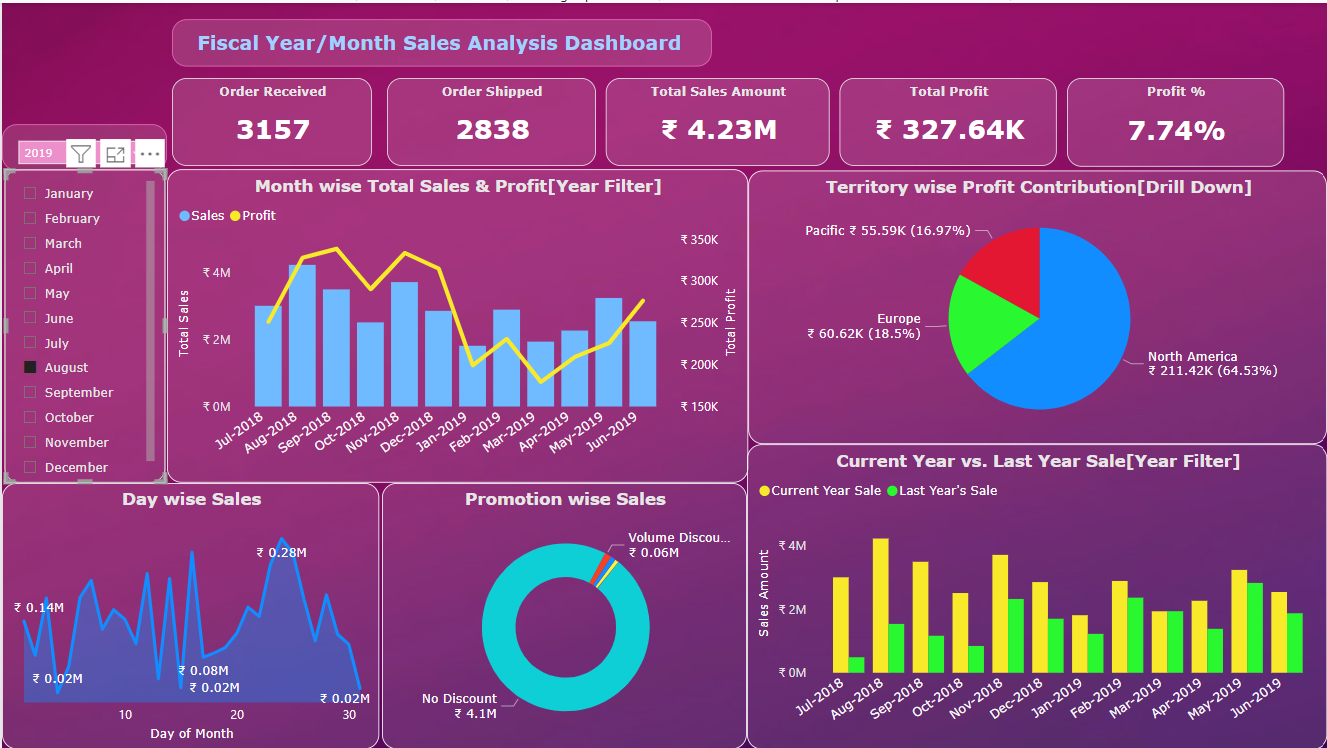 Fiscal Year/Month Sales Analysis Dashboard
Order Received
3157
Order Shipped
2838
Total Sales Amount
₹ 4.23M
Total Profit
₹ 327.64K
Profit %
7.74%
2019
January
February
March
April
May
June
July
August
September
October
November
December
Month wise Total Sales & Profit[Year Filter]
Sales Profit
Total Sales
₹ 4M
₹ 2M
₹ 0M
₹ 350K
₹ 300K
₹ 250K
₹ 200K
₹ 150K
Total Profit
Jul-2018
Aug-2018
Sep-2018
Oct-2018
Nov-2018
Dec-2018
Jan-2019
Feb-2019
Mar-2019
Apr-2019
May-2019
Jun-2019
Territory wise Profit Contribution[Drill Down]
Pacific ₹ 55.59K (16.97%)
Europe
₹ 60.62K (18.5%)
North America
₹ 211.42K (64.53%)
Day wise Sales
₹ 0.14M
₹ 0.02M
₹ 0.28M
₹ 0.08M
₹ 0.02M
₹ 0.02M
10
20
30
Day of Month
Promotion wise Sales
Volume Discou...
₹ 0.06M
No Discount
₹ 4.1M
Current Year vs. Last Year Sale[Year Filter]
Current Year Sale Last Year's Sale
Sales Amount
₹ 4M
₹ 2M
₹ 0M
Jul-2018
Aug-2018
Sep-2018
Oct-2018
Nov-2018
Dec-2018
Jan-2019
Feb-2019
Mar-2019
Apr-2019
May-2019
Jun-2019